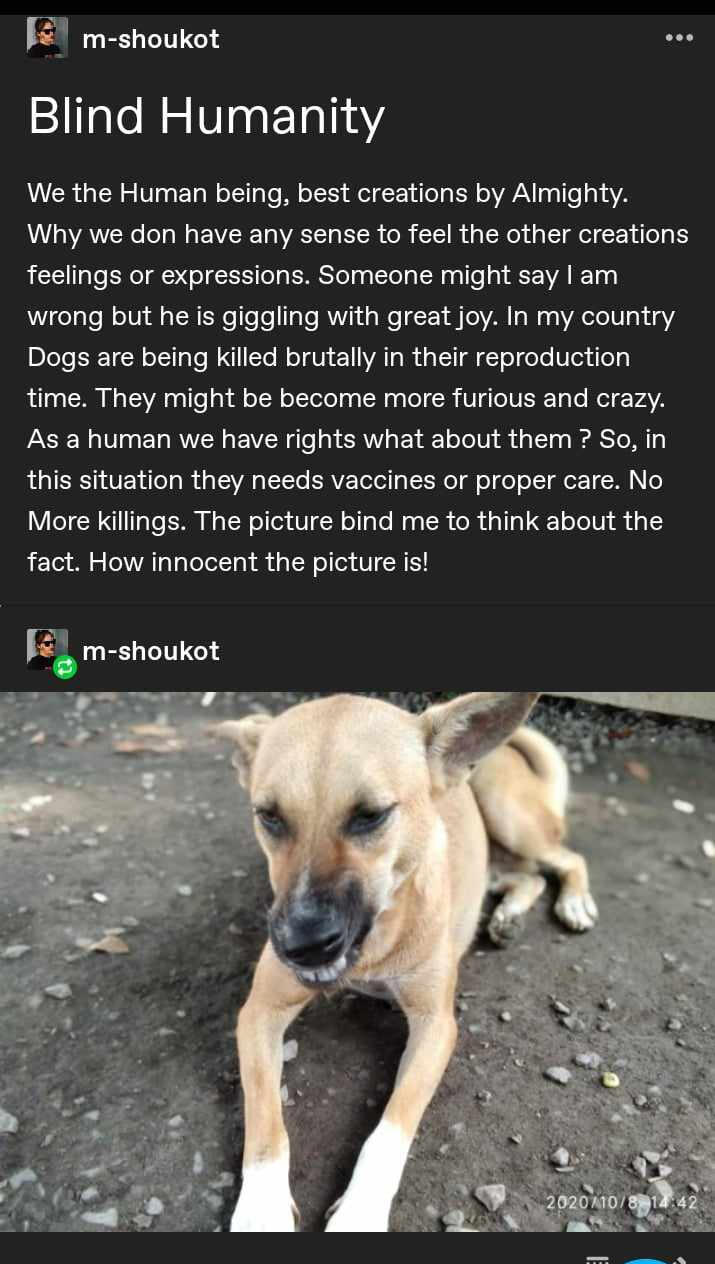 m-shoukot
Blind Humanity
We the Human being, best creations by Almighty.
Why we don have any sense to feel the other creations
feelings or expressions. Someone might say I am
wrong but he is giggling with great joy. In my country
Dogs are being killed brutally in their reproduction
time. They might be become more furious and crazy.
As a human we have rights what about them ? So, in
this situation they needs vaccines or proper care. No
More killings. The picture bind me to think about the
fact. How innocent the picture is!
m-shoukot
2020/10/8 14:42